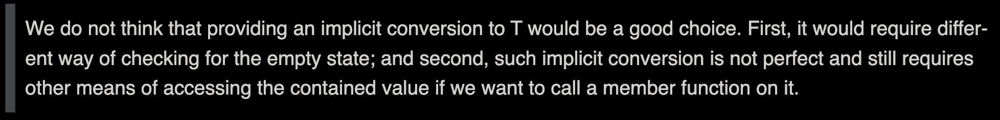 We do not think that providing an implicit conversion to T would be a good choice. First, it would require differ-
ent way of checking for the empty state; and second, such implicit conversion is not perfect and still requires
other means of accessing the contained value if we want to call a member function on it.